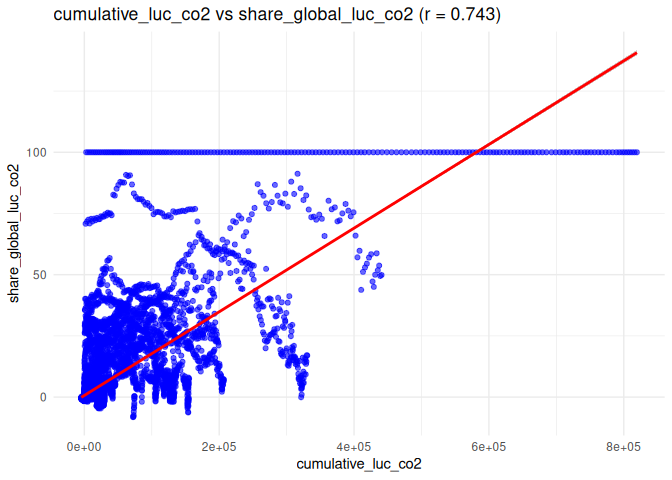 cumulative_luc_co2 vs share_global_luc_co2 (r = 0.743)
share_global_luc_co2
100
50
0
0e+00 2e+05 4e+05 6e+05 8e+05
cumulative_luc_co2